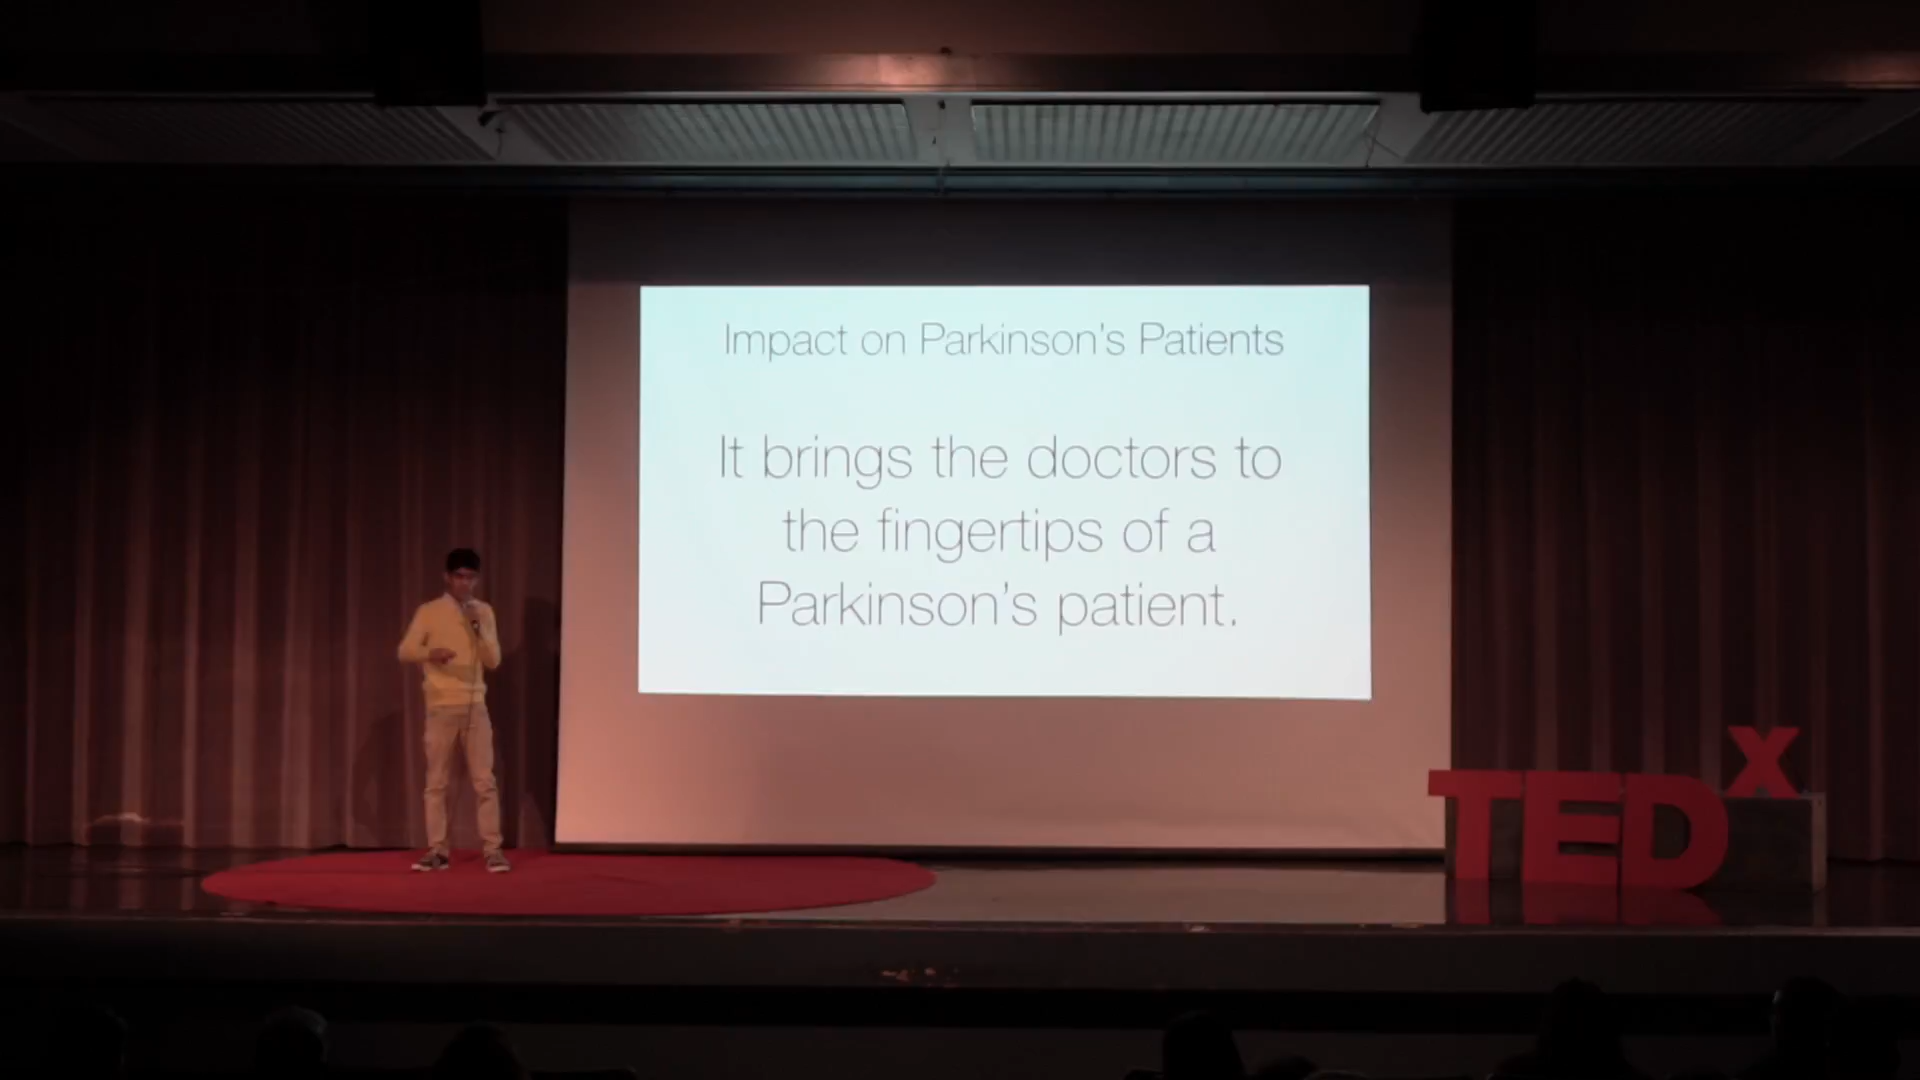 Impact on Parkinson's Patients
It brings the doctors to
the fingertips of a
Parkinson's patient.
TEDx